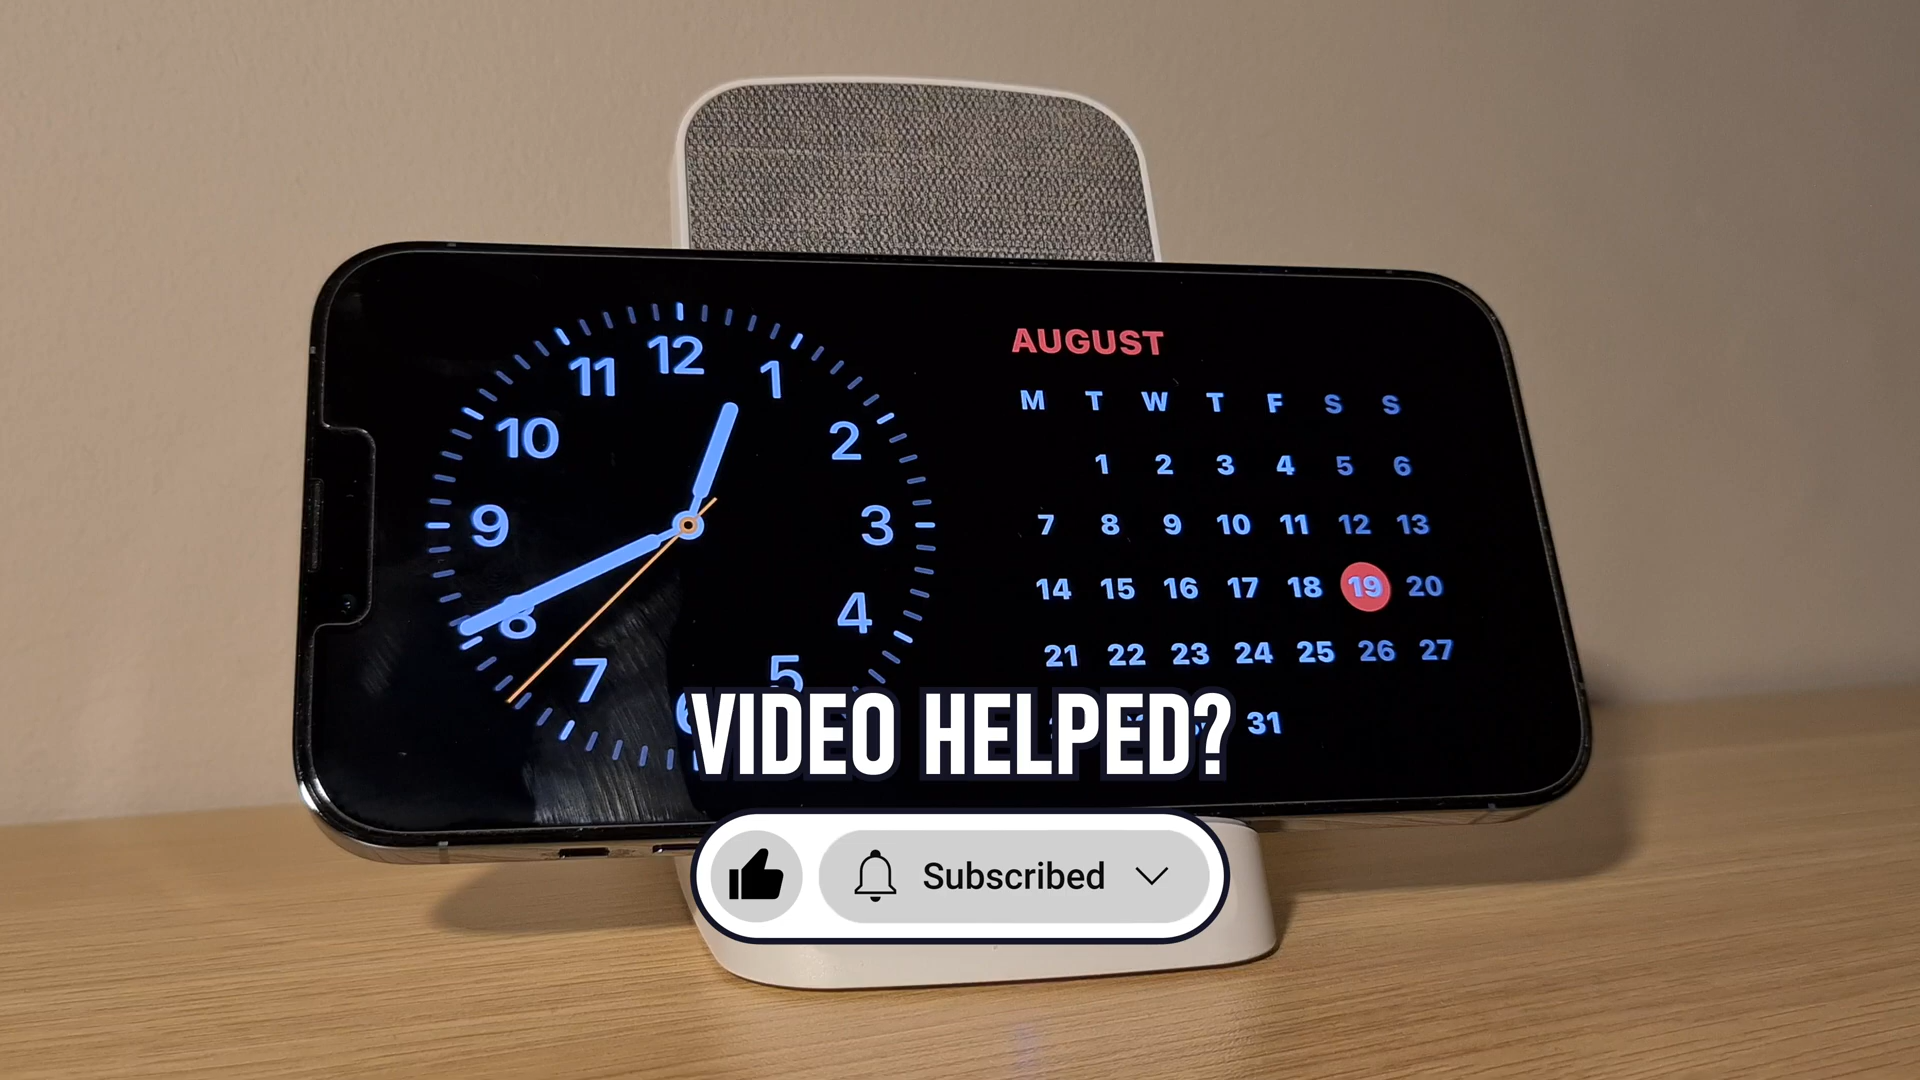 12
11 1
10 2
9 3
8 4
7 5
AUGUST
M T W T F S S
1 2 3 4 5 6
7 8 9 10 11 12 13
14 15 16 17 18 19 20
21 22 23 24 25 26 27
31
VIDEO HELPED?
Subscribed